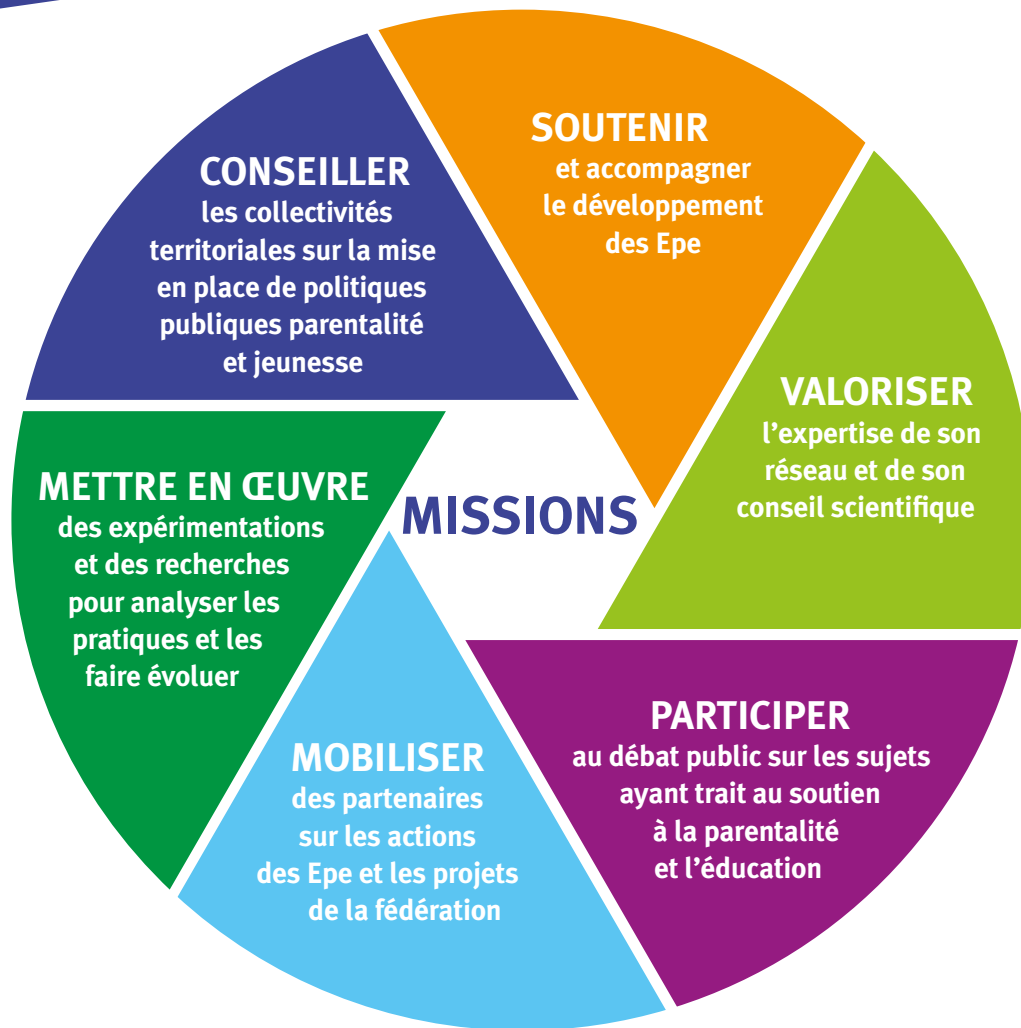 SOUTENIR
et accompagner
le développement
des Epe
VALORISER
l’expertise de son
réseau et de son
conseil scientifique
PARTICIPER
au débat public sur les sujets
ayant trait au soutien
à la parentalité
et l’éducation
MOBILISER
des partenaires
sur les actions
des Epe et les projets
de la fédération
METTRE EN ŒUVRE
des expérimentations
et des recherches
pour analyser les
pratiques et les
faire évoluer
CONSEILLER
les collectivités
territoriales sur la mise
en place de politiques
publiques parentalité
et jeunesse
MISSIONS